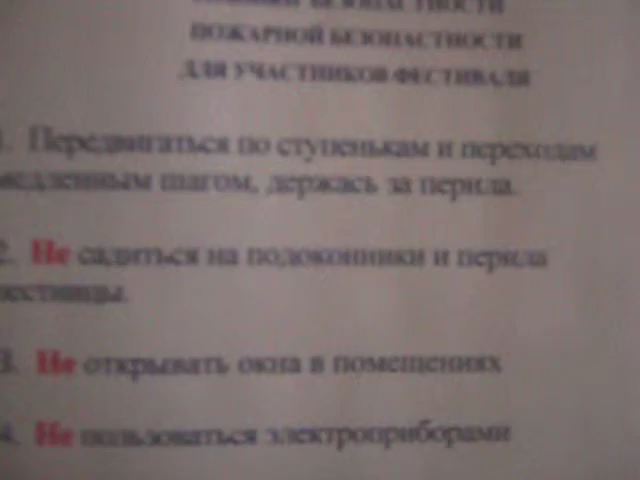 БЕЗОПАСНОСТИ
ПОЖАРНОЙ БЕЗОПАСТНОСТИ
ДЛЯ УЧАСТНИКОВ ФЕСТИВАЛЯ
1. Передвигаться по ступенькам и переходам
медленным шагом, держась за перила.
2. Не садиться на подоконники и перила
лестницы.
3. Не открывать окна в помещениях
4. Не пользоваться электроприборами